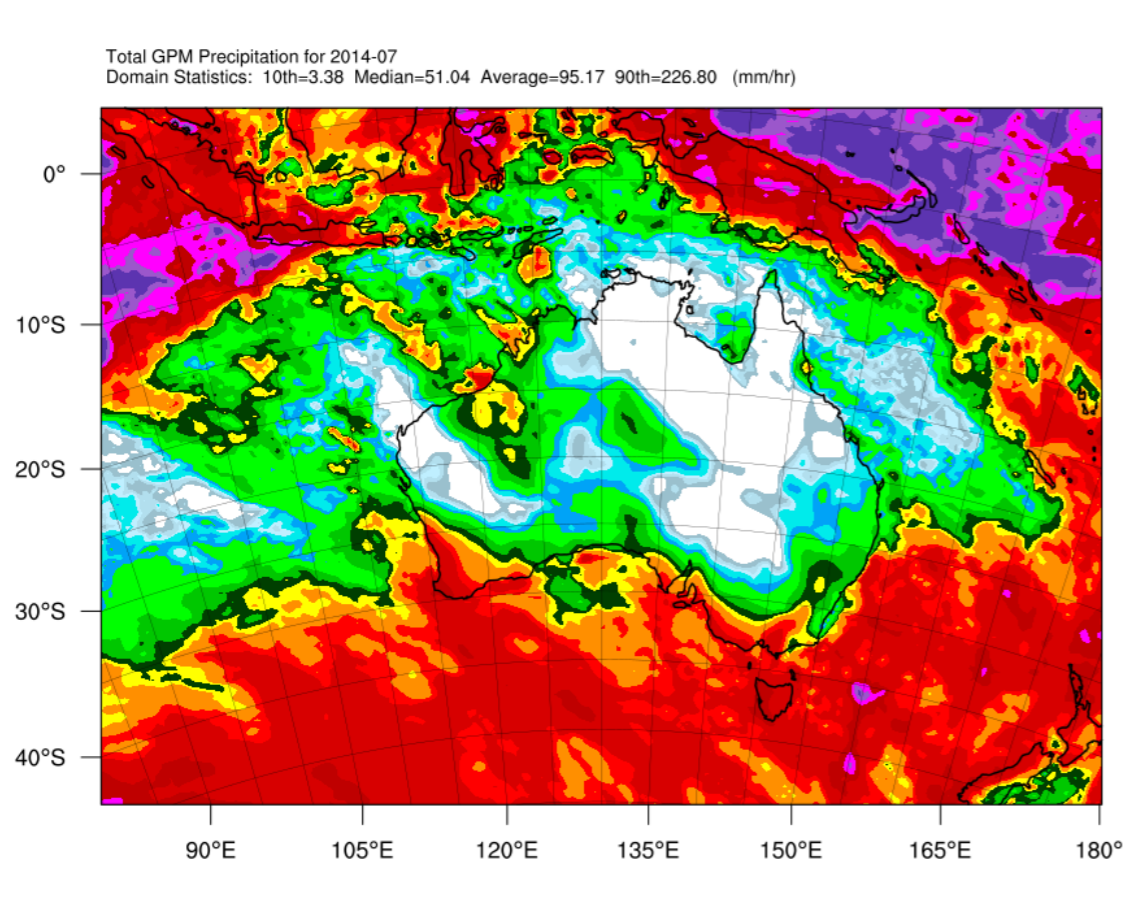 Total GPM Precipitation for 2014-07
Domain Statistics: 10th=3.38 Median=51.04 Average=95.17 90th=226.80 (mm/hr)
0°
10°S
20°S
30°S
40°S
90°E 105°E 120°E 135°E 150°E 165°E 180°